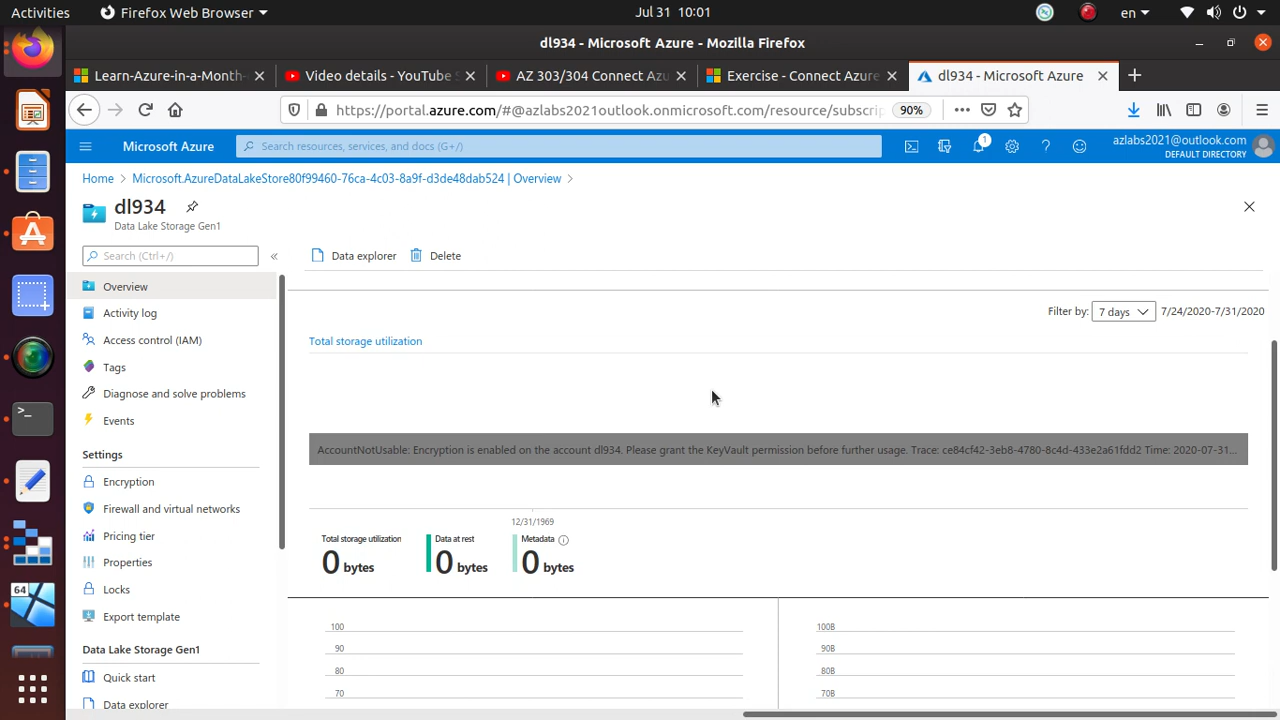 Activities
Firefox Web Browser
Jul 31 10:01
en
dl934 - Microsoft Azure - Mozilla Firefox
Learn-Azure-in-a-Month-
Video details - YouTube S
AZ 303/304 Connect Azu
Exercise - Connect Azure
dl934 - Microsoft Azure
https://portal.azure.com/#@azlabs2021outlook.onmicrosoft.com/resource/subscrip
90%
Microsoft Azure
Search resources, services, and docs (G+/)
1
azlabs2021@outlook.com
DEFAULT DIRECTORY
Home
Microsoft.AzureDataLakeStore80f99460-76ca-4c03-8a9f-d3de48dab524 | Overview
dl934
Data Lake Storage Gen1
Search (Ctrl+/)
«
Data explorer
Delete
Overview
Activity log
Access control (IAM)
Tags
Diagnose and solve problems
Events
Settings
Encryption
Firewall and virtual networks
Pricing tier
Properties
Locks
Export template
Data Lake Storage Gen1
Quick start
Data explorer
Filter by:
7 days
7/24/2020-7/31/2020
Total storage utilization
AccountNotUsable: Encryption is enabled on the account dl934. Please grant the KeyVault permission before further usage. Trace: ce84cf42-3eb8-4780-8c4d-433e2a61fdd2 Time: 2020-07-31...
12/31/1969
Total storage utilization
0 bytes
Data at rest
0 bytes
Metadata
0 bytes
100
90
80
70
100B
90B
80B
70B
64